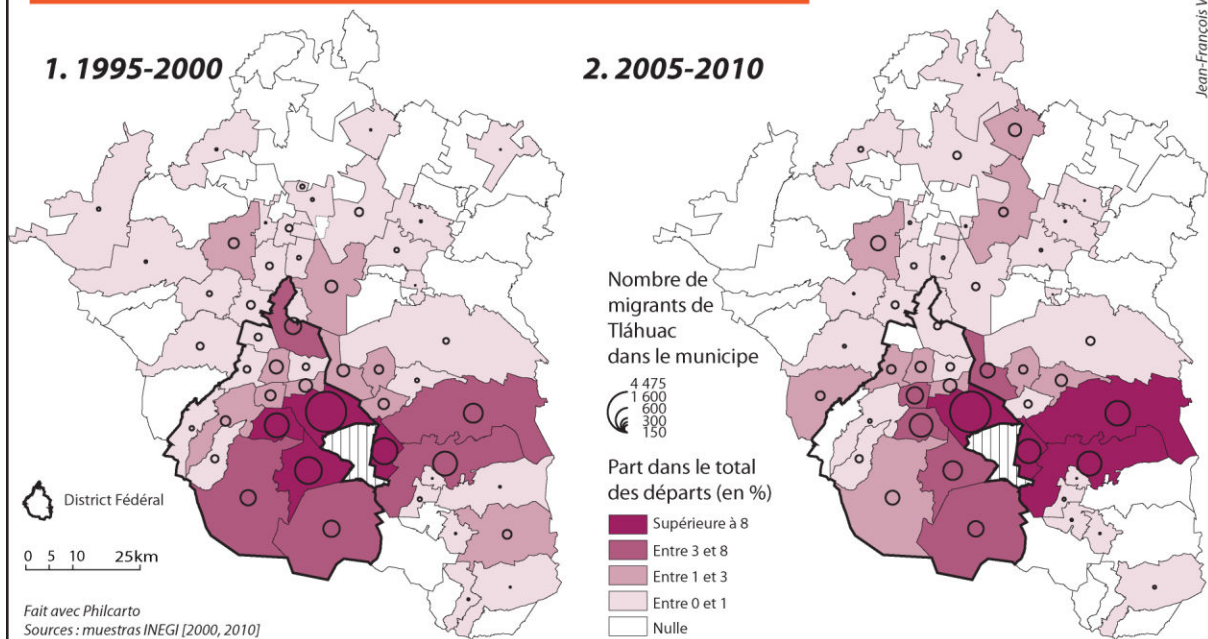 1. 1995-2000
2. 2005-2010
Jean-François V
Nombre de
migrants de
Tláhuac
dans le municipe
4 475
1 600
600
300
150
Part dans le total
des départs (en %)
Supérieure à 8
Entre 3 et 8
Entre 1 et 3
Entre 0 et 1
Nulle
District Fédéral
0 5 10 25km
Fait avec Philcarto
Sources : muestras INEGI [2000, 2010]